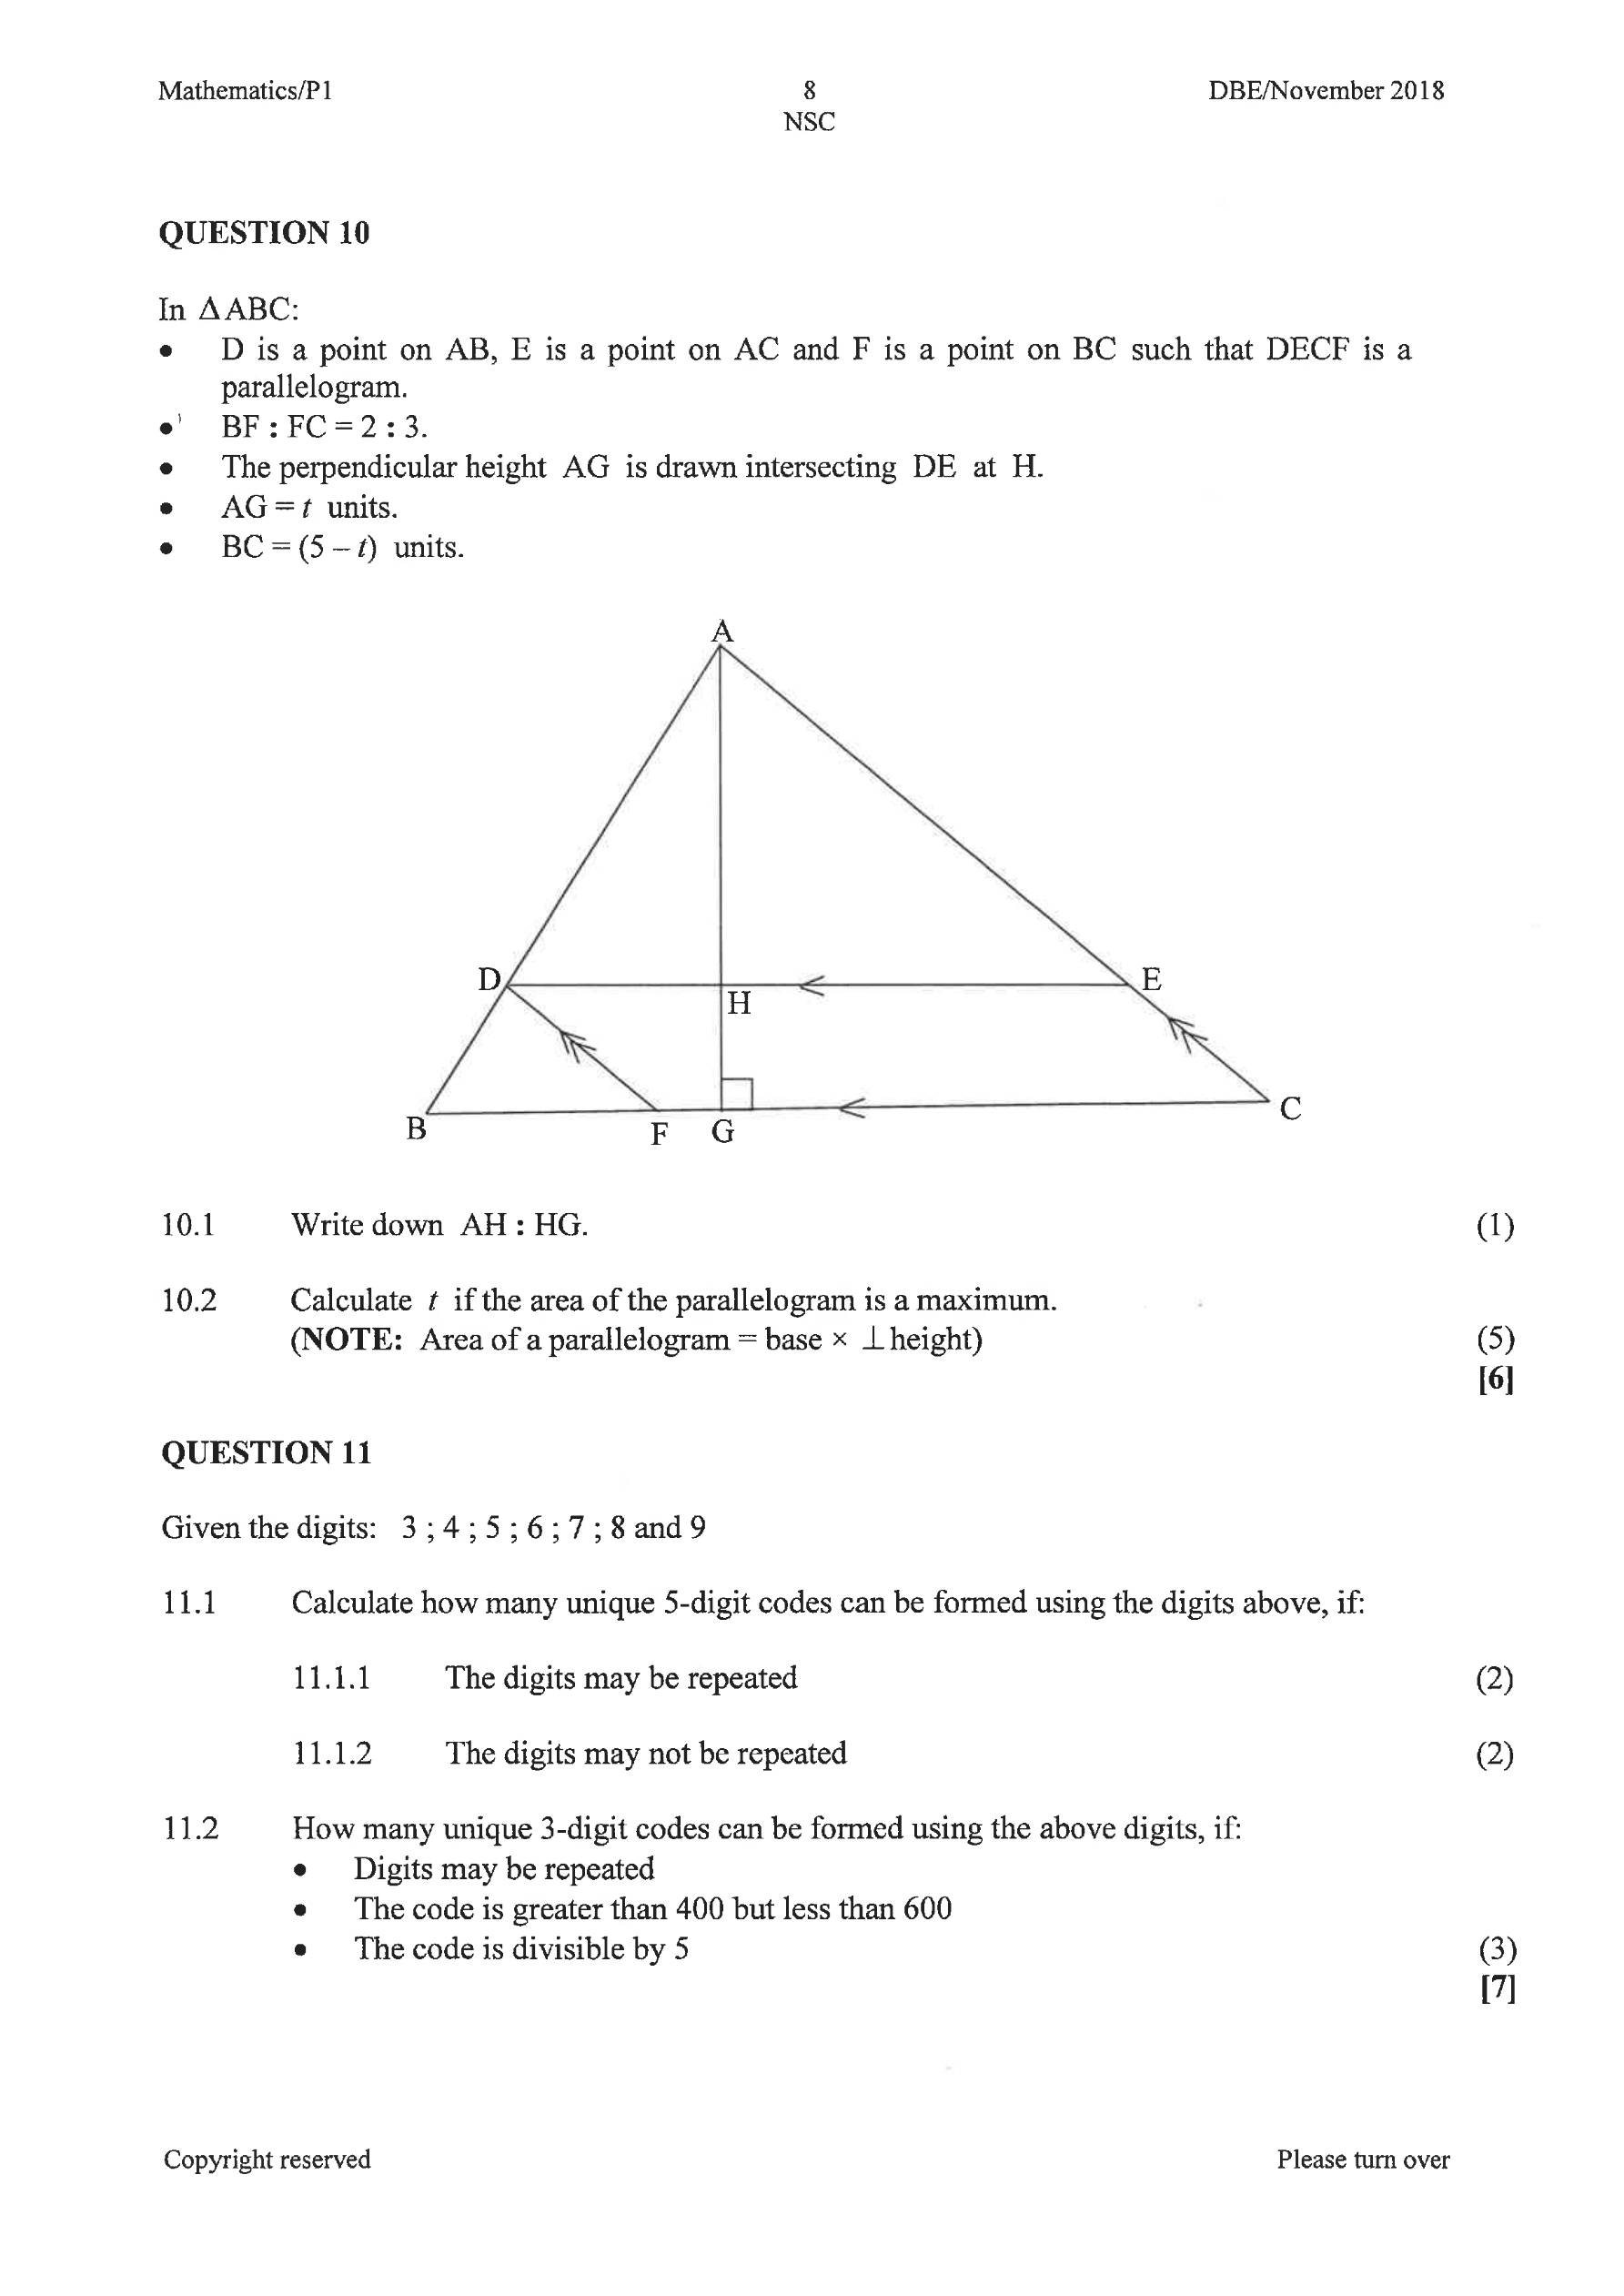 Mathematics/P1 8 DBE/November 2018
NSC
QUESTION 10
In ΔABC:
• D is a point on AB, E is a point on AC and F is a point on BC such that DECF is a
parallelogram.
• BF : FC = 2 : 3.
• The perpendicular height AG is drawn intersecting DE at H.
• AG = t units.
• BC = (5 – t) units.
A
D
H
E
B
F
G
C
10.1 Write down AH : HG. (1)
10.2 Calculate t if the area of the parallelogram is a maximum.
(NOTE: Area of a parallelogram = base × ⊥ height) (5)
[6]
QUESTION 11
Given the digits: 3 ; 4 ; 5 ; 6 ; 7 ; 8 and 9
11.1 Calculate how many unique 5-digit codes can be formed using the digits above, if:
11.1.1 The digits may be repeated (2)
11.1.2 The digits may not be repeated (2)
11.2 How many unique 3-digit codes can be formed using the above digits, if:
• Digits may be repeated
• The code is greater than 400 but less than 600
• The code is divisible by 5 (3)
[7]
Copyright reserved Please turn over